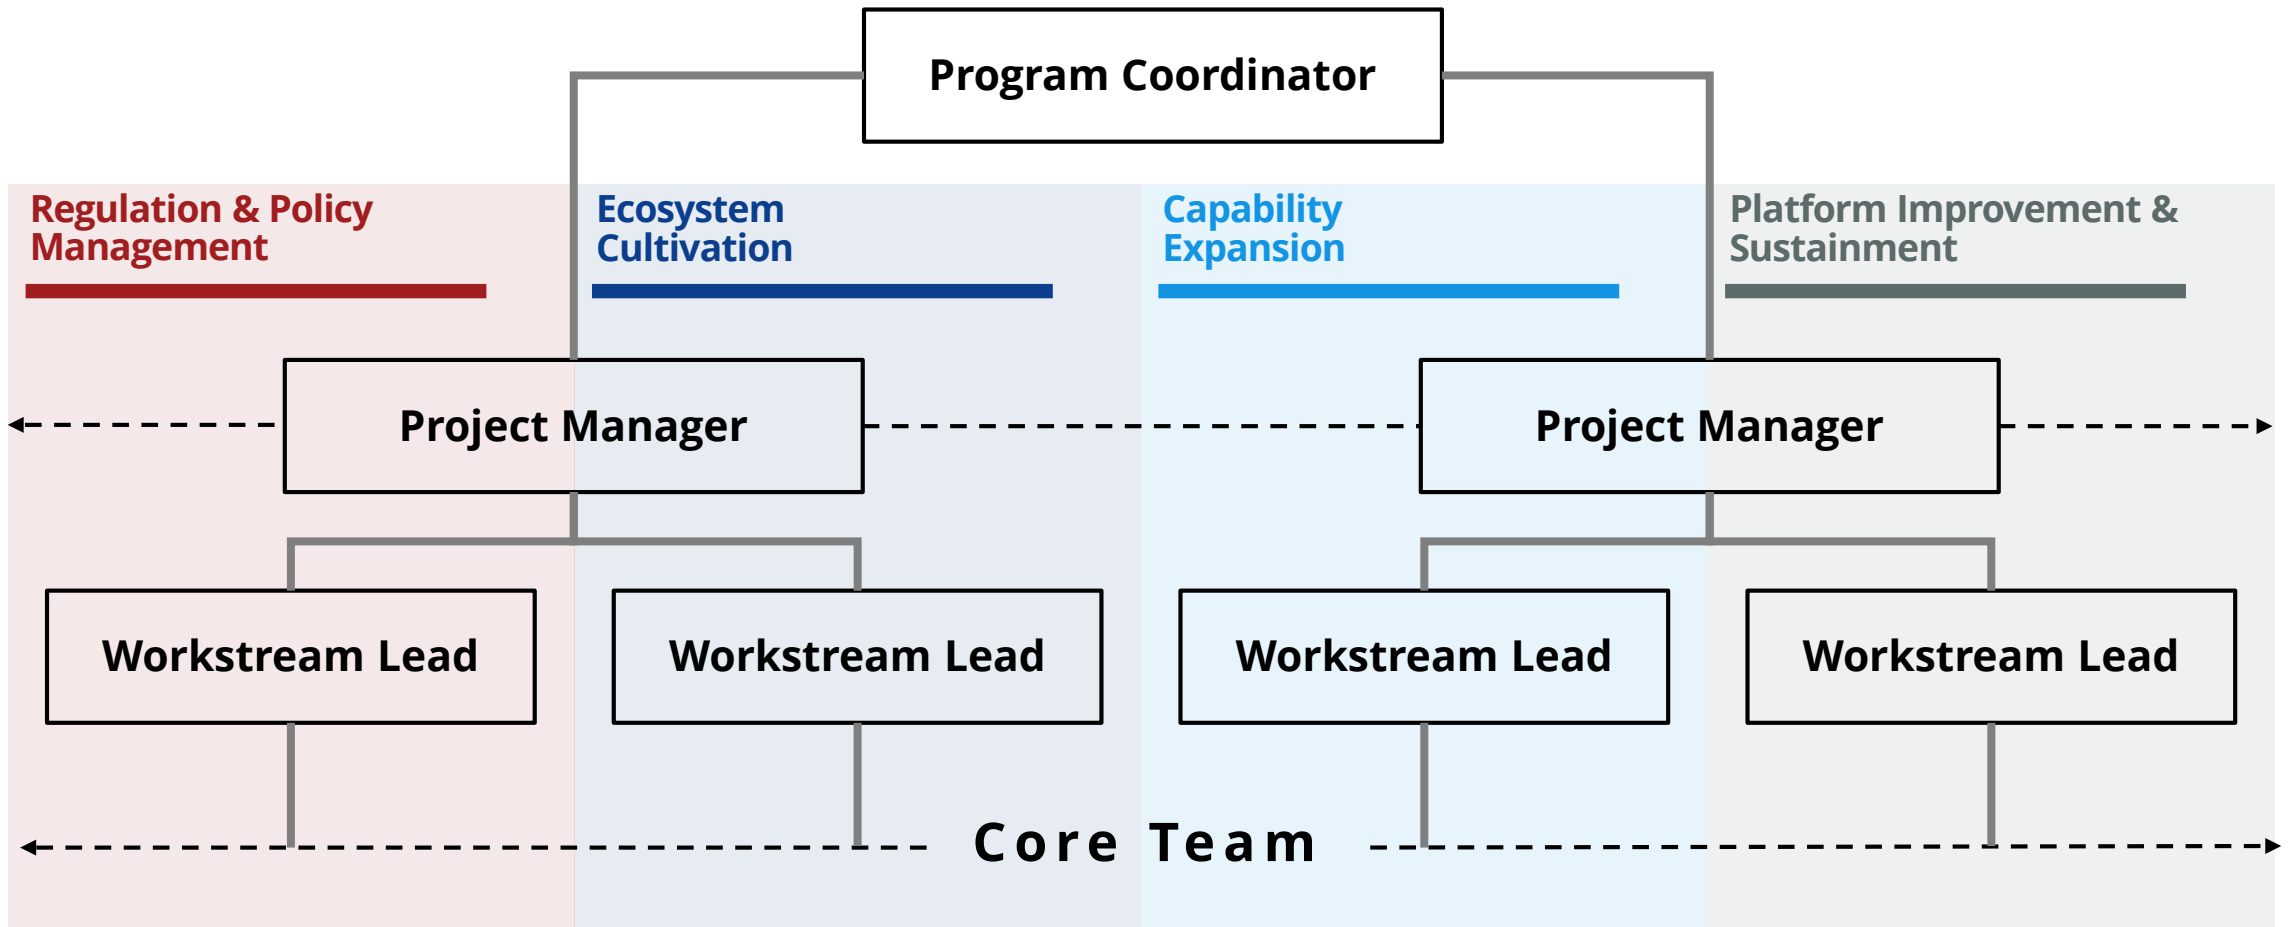 Program Coordinator
Regulation & Policy
Management
Ecosystem
Cultivation
Capability
Expansion
Platform Improvement &
Sustainment
Project Manager
Project Manager
Workstream Lead
Workstream Lead
Workstream Lead
Workstream Lead
Core Team